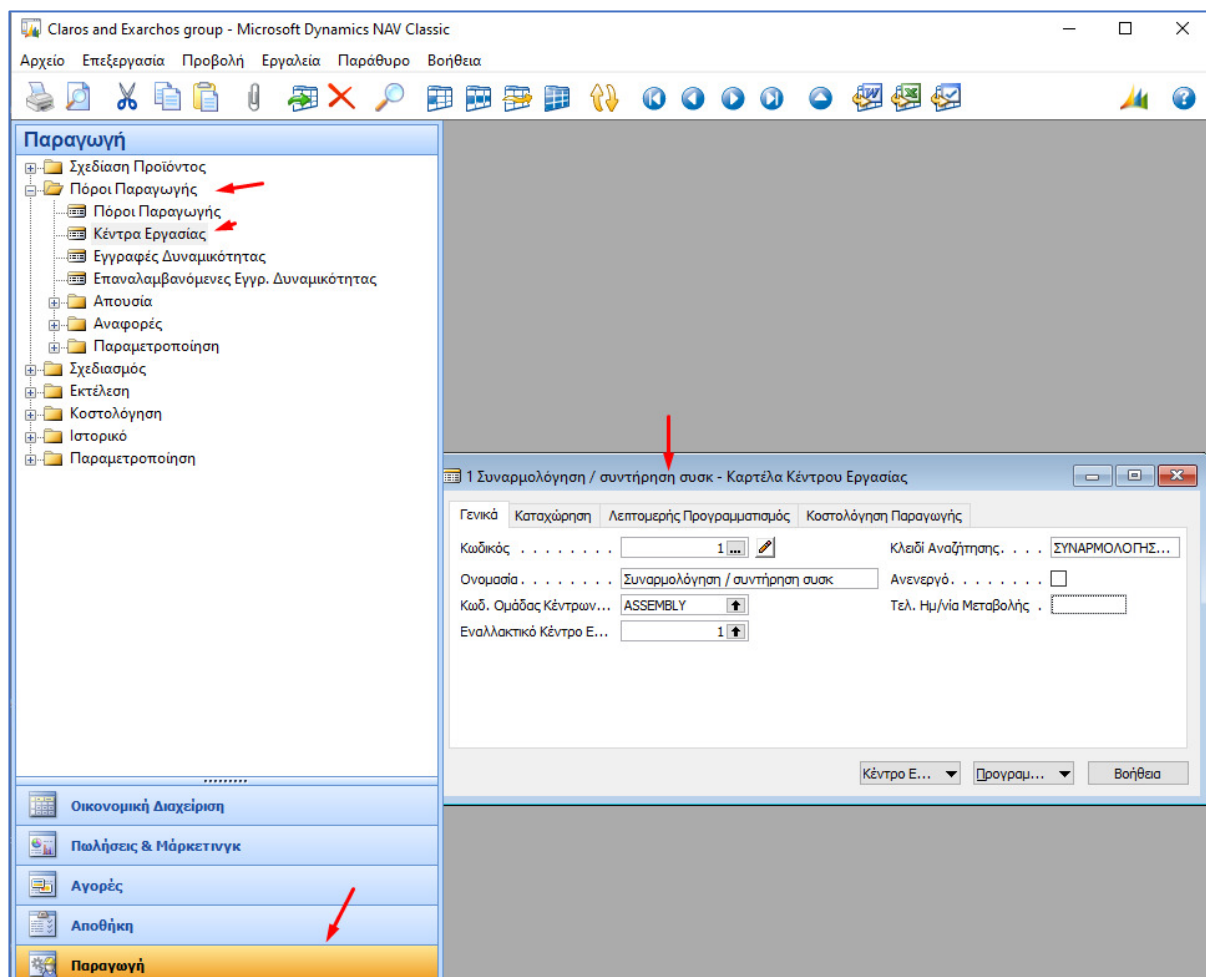 Claros and Exarchos group - Microsoft Dynamics NAV Classic
Αρχείο Επεξεργασία Προβολή Εργαλεία Παράθυρο Βοήθεια
Παραγωγή
Σχεδίαση Προϊόντος
Πόροι Παραγωγής
Πόροι Παραγωγής
Κέντρα Εργασίας
Εγγραφές Δυναμικότητας
Επαναλαμβανόμενες Εγγρ. Δυναμικότητας
Απουσία
Αναφορές
Παραμετροποίηση
Σχεδιασμός
Εκτέλεση
Κοστολόγηση
Ιστορικό
Παραμετροποίηση
1 Συναρμολόγηση / συντήρηση συσκ - Καρτέλα Κέντρου Εργασίας
Γενικά Καταχώρηση Λεπτομερής Προγραμματισμός Κοστολόγηση Παραγωγής
Κωδικός . . . . . . . . 1 ... Κλειδί Αναζήτησης. . . . ΣΥΝΑΡΜΟΛΟΓΗΣ...
Ονομασία . . . . . . . . Συναρμολόγηση / συντήρηση συσκ Ανενεργό. . . . . . . .
Κωδ. Ομάδας Κέντρων... ASSEMBLY Τελ. Ημ/νία Μεταβολής .
Εναλλακτικό Κέντρο Ε... 1
Κέντρο Ε... Προγραμ... Βοήθεια
Οικονομική Διαχείριση
Πωλήσεις & Μάρκετινγκ
Αγορές
Αποθήκη
Παραγωγή